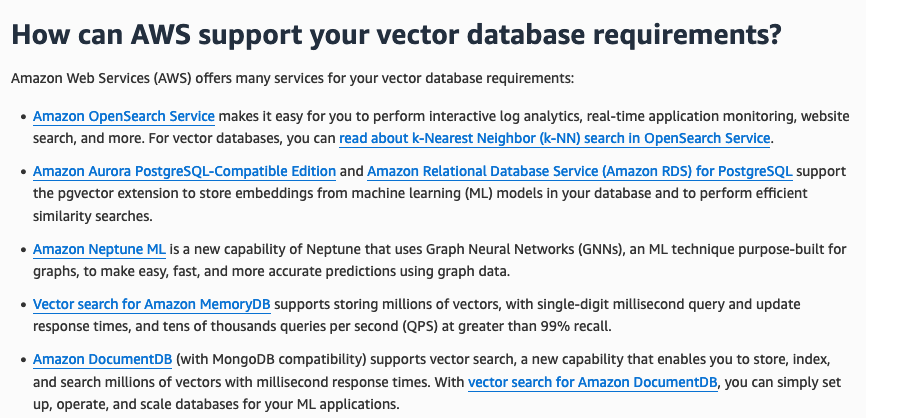 How can AWS support your vector database requirements?
Amazon Web Services (AWS) offers many services for your vector database requirements:
• Amazon OpenSearch Service makes it easy for you to perform interactive log analytics, real-time application monitoring, website
search, and more. For vector databases, you can read about k-Nearest Neighbor (k-NN) search in OpenSearch Service.
• Amazon Aurora PostgreSQL-Compatible Edition and Amazon Relational Database Service (Amazon RDS) for PostgreSQL support
the pgvector extension to store embeddings from machine learning (ML) models in your database and to perform efficient
similarity searches.
• Amazon Neptune ML is a new capability of Neptune that uses Graph Neural Networks (GNNs), an ML technique purpose-built for
graphs, to make easy, fast, and more accurate predictions using graph data.
• Vector search for Amazon MemoryDB supports storing millions of vectors, with single-digit millisecond query and update
response times, and tens of thousands queries per second (QPS) at greater than 99% recall.
• Amazon DocumentDB (with MongoDB compatibility) supports vector search, a new capability that enables you to store, index,
and search millions of vectors with millisecond response times. With vector search for Amazon DocumentDB, you can simply set
up, operate, and scale databases for your ML applications.